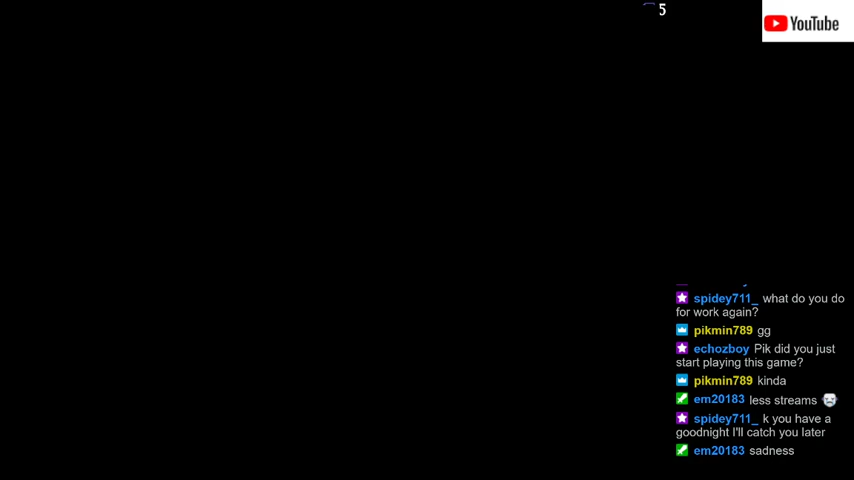 5
YouTube
spidey711_ what do you do
for work again?
pikmin789 gg
echozboy Pik did you just
start playing this game?
pikmin789 kinda
em20183 less streams
spidey711_ k you have a
goodnight I'll catch you later
em20183 sadness